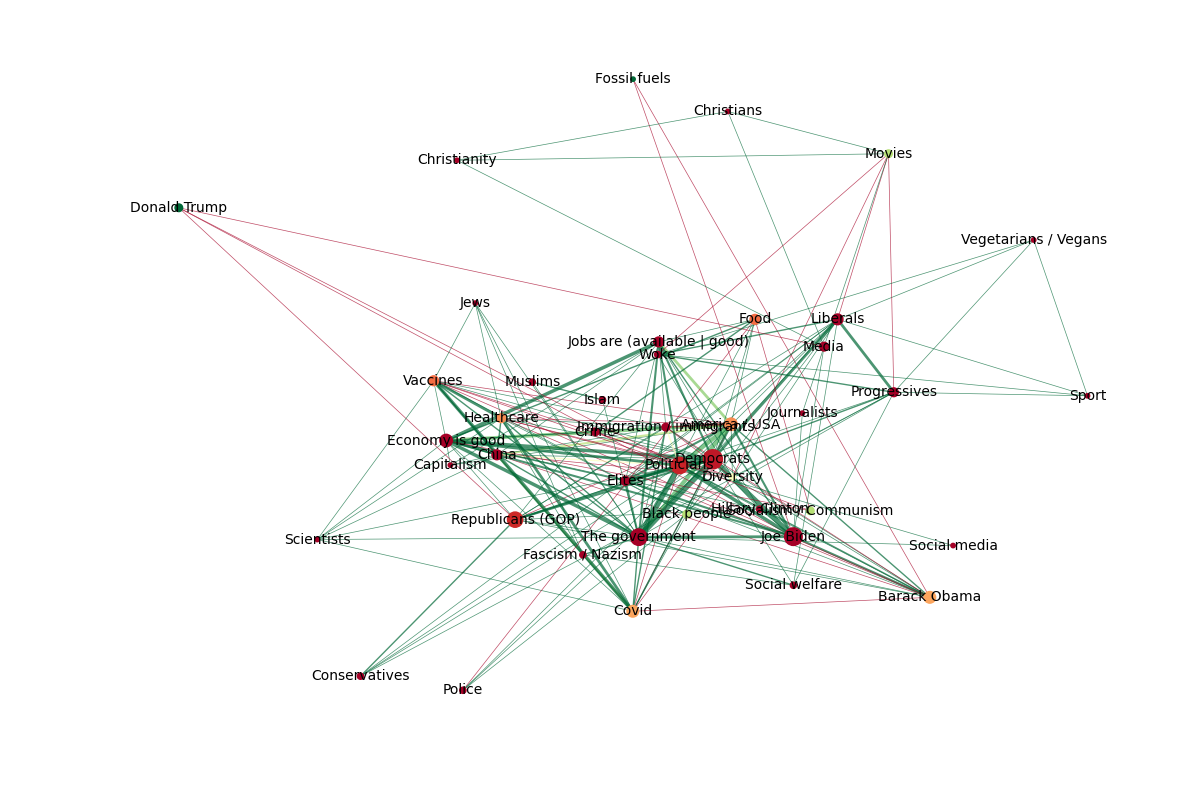 Fossil fuels
Christians
Movies
Christianity
Donald Trump
Vegetarians / Vegans
Jews
Food
Liberals
Jobs are (available | good)
Media
Woke
Vaccines
Muslims
Progressives
Sport
Islam
Journalists
Healthcare
America / USA
Immigration / Immigrants
Crime
Economy is good
China
Democrats
Capitalism
Politicians
Diversity
Elites
Hillary Clinton
Socialism / Communism
Black people
Republicans (GOP)
The government
Joe Biden
Scientists
Social media
Fascism / Nazism
Social welfare
Barack Obama
Covid
Conservatives
Police